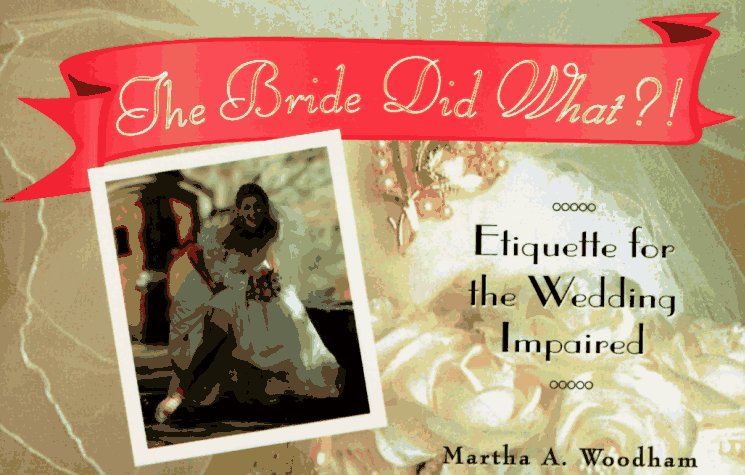 The Bride Did What?!
Etiquette for
the Wedding
Impaired
Martha A. Woodham